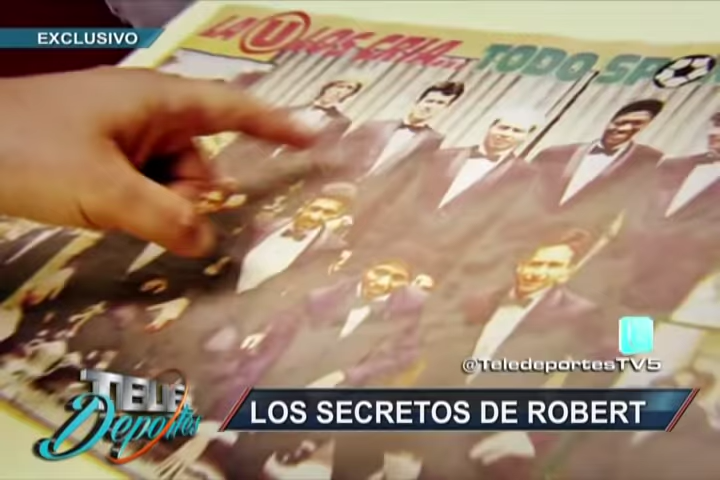 EXCLUSIVO
LA U LOS CRIA...
TODO SP
@TeledeportesTV5
TELE
Deportes
LOS SECRETOS DE ROBERT